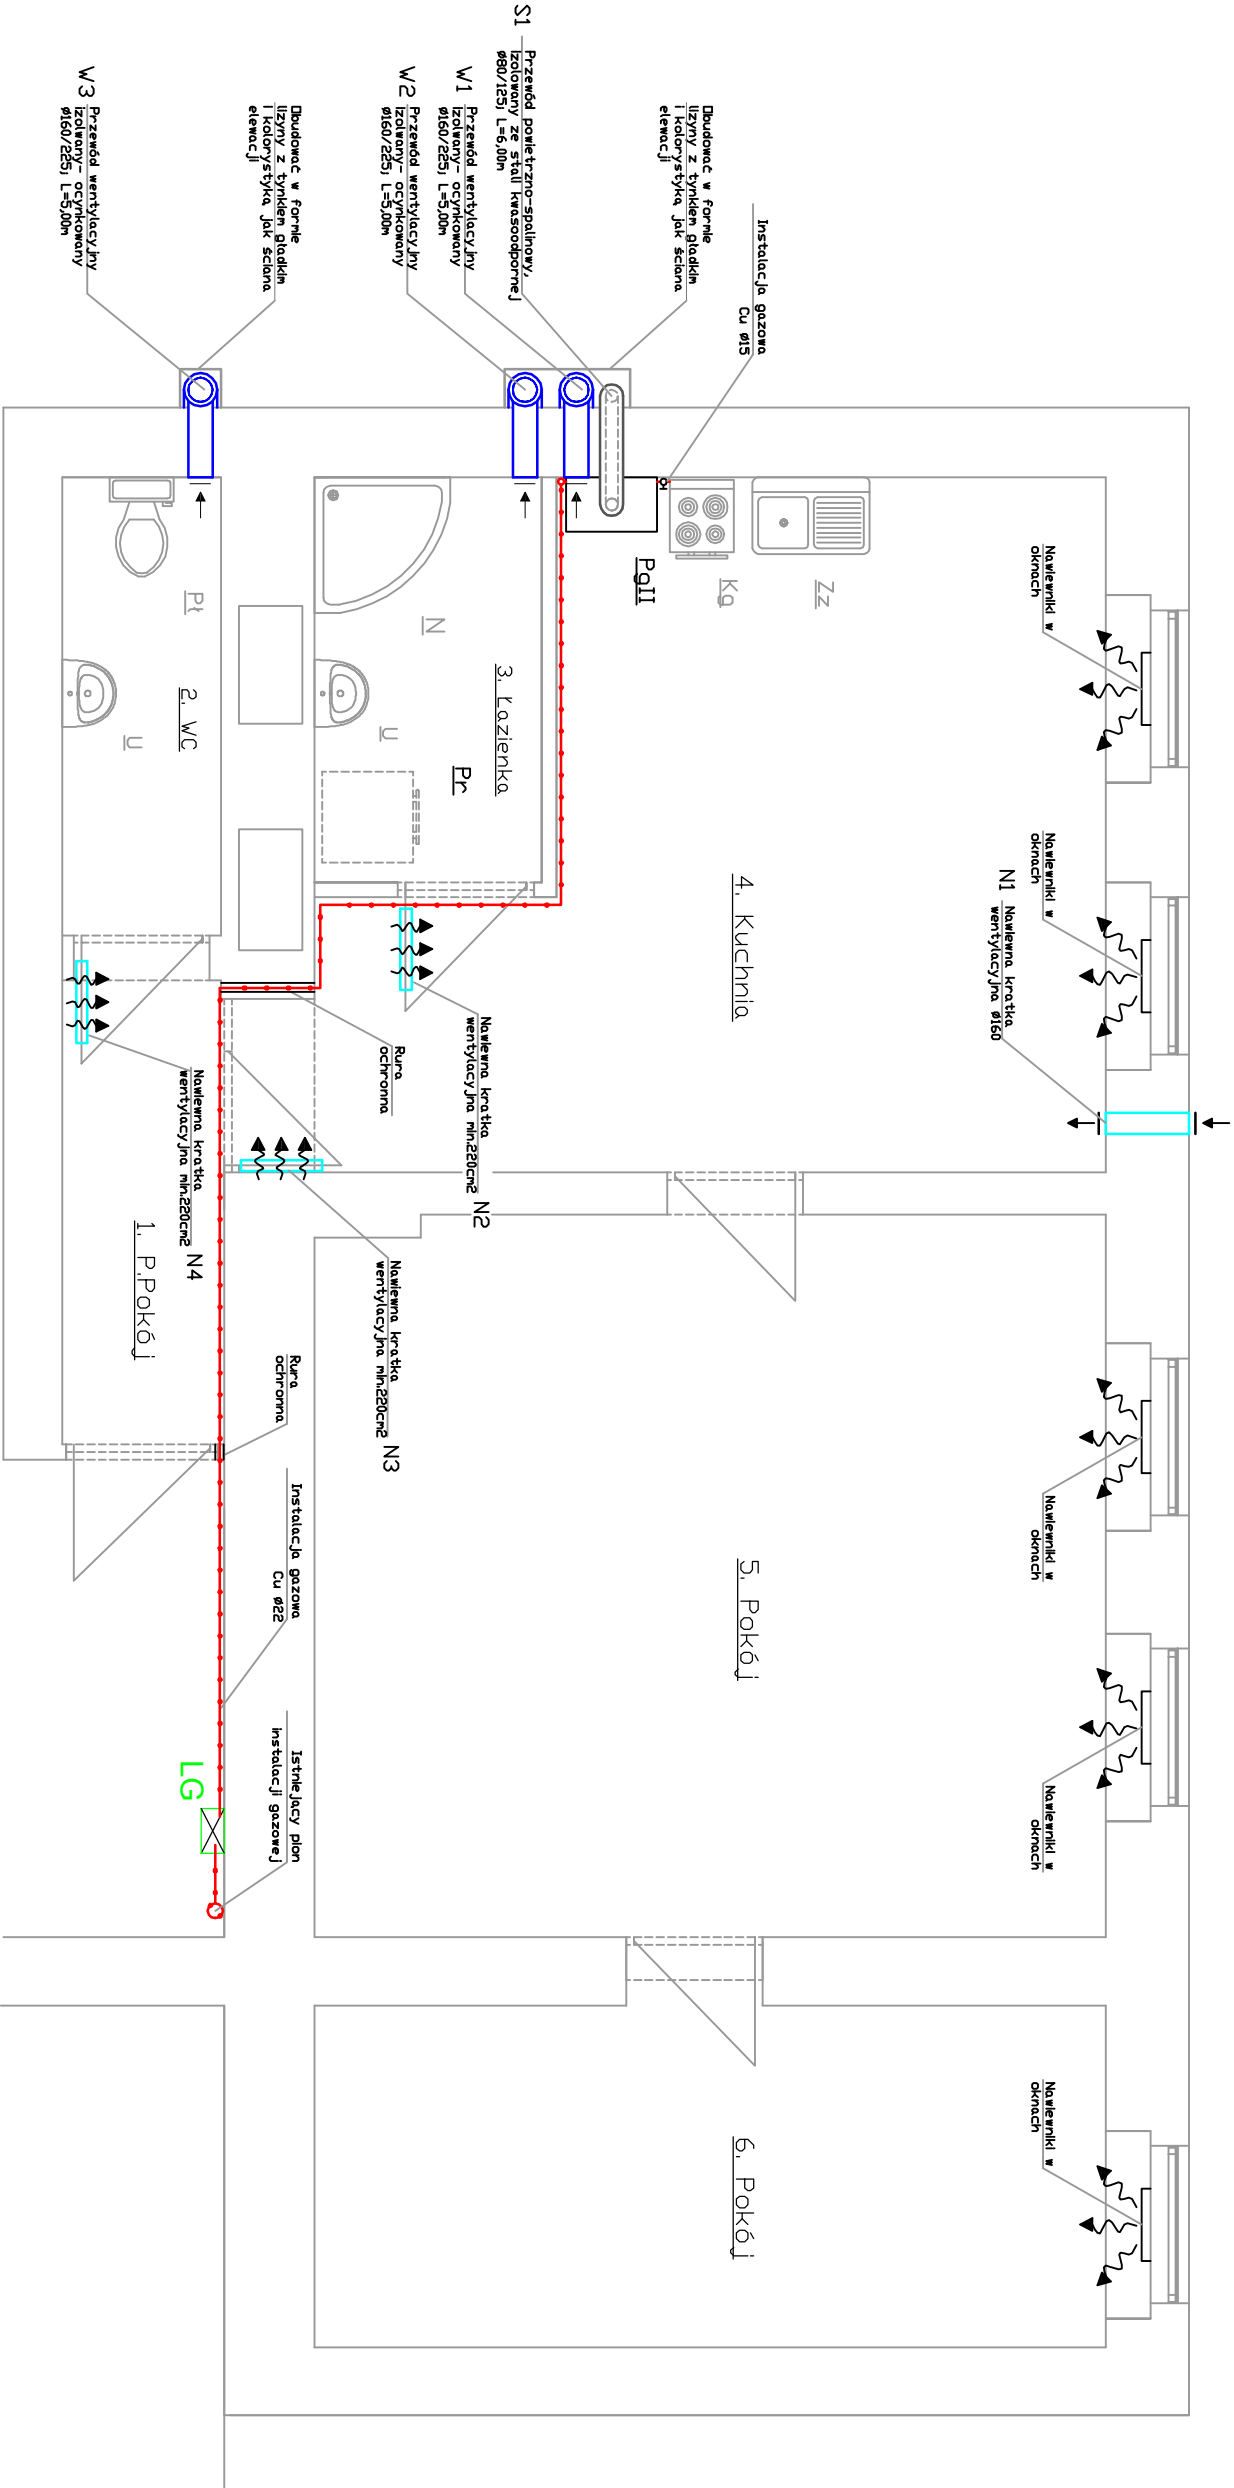 S1
Przewód powietrzno-spalinowy,
izolowany ze stali kwasoodpornej
ø80/125; L=6,00m
W1
Przewód wentylacyjny
izolwany- ocynkowany
ø160/225; L=5,00m
W2
Przewód wentylacyjny
izolwany- ocynkowany
ø160/225; L=5,00m
W3
Przewód wentylacyjny
izolwany- ocynkowany
ø160/225; L=5,00m
Obudować w formie
lizyny z tynkiem gładkim
i kolorystyką jak ściana
elewacji
Obudować w formie
lizyny z tynkiem gładkim
i kolorystyką jak ściana
elewacji
Instalacja gazowa
Cu ø15
PgII
Kg
Zz
N
U
Pr
Pł
U
2. WC
3. Łazienka
4. Kuchnia
Nawiewniki w
oknach
Nawiewniki w
oknach
N1
Nawiewna kratka
wentylacyjna ø160
Nawiewna kratka
wentylacyjna min.220cm2
N2
Rura
ochronna
Nawiewna kratka
wentylacyjna min.220cm2
N4
Nawiewna kratka
wentylacyjna min.220cm2
N3
1. P.Pokój
Rura
ochronna
Instalacja gazowa
Cu ø22
Istniejący pion
instalacji gazowej
LG
5. Pokój
Nawiewniki w
oknach
Nawiewniki w
oknach
6. Pokój
Nawiewniki w
oknach